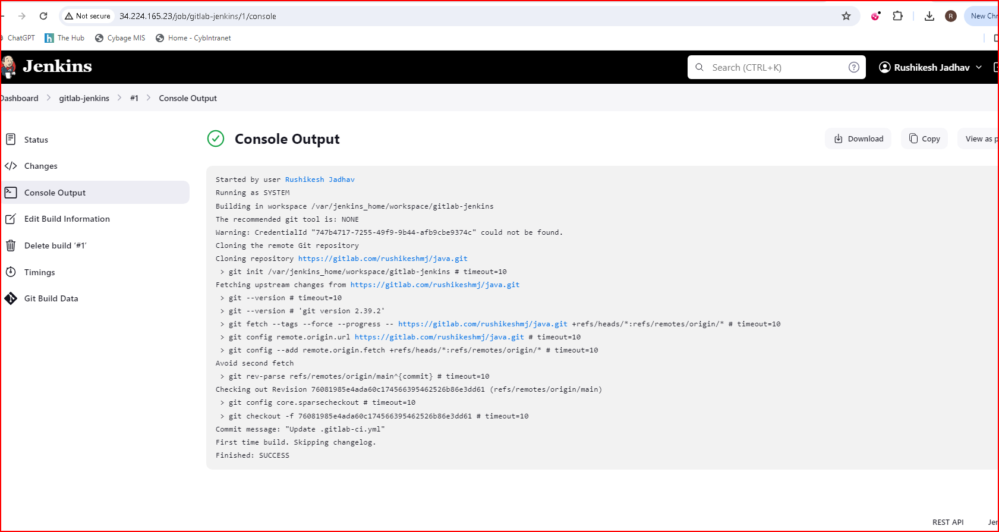 Not secure 34.224.165.23/job/gitlab-jenkins/1/console R New Chr
ChatGPT h The Hub Cybage MIS Home - CybIntranet
Jenkins Search (CTRL+K) ? Rushikesh Jadhav
Dashboard gitlab-jenkins #1 Console Output
Status
Changes
Console Output
Edit Build Information
Delete build ‘#1’
Timings
Git Build Data
Console Output Download Copy View as p
Started by user Rushikesh Jadhav
Running as SYSTEM
Building in workspace /var/jenkins_home/workspace/gitlab-jenkins
The recommended git tool is: NONE
Warning: CredentialId "747b4717-7255-49f9-9b44-afb9cbe9374c" could not be found.
Cloning the remote Git repository
Cloning repository https://gitlab.com/rushikeshmj/java.git
> git init /var/jenkins_home/workspace/gitlab-jenkins # timeout=10
Fetching upstream changes from https://gitlab.com/rushikeshmj/java.git
> git --version # timeout=10
> git --version # 'git version 2.39.2'
> git fetch --tags --force --progress -- https://gitlab.com/rushikeshmj/java.git +refs/heads/*:refs/remotes/origin/* # timeout=10
> git config remote.origin.url https://gitlab.com/rushikeshmj/java.git # timeout=10
> git config --add remote.origin.fetch +refs/heads/*:refs/remotes/origin/* # timeout=10
Avoid second fetch
> git rev-parse refs/remotes/origin/main^{commit} # timeout=10
Checking out Revision 76081985e4ada60c174566395462526b86e3dd61 (refs/remotes/origin/main)
> git config core.sparsecheckout # timeout=10
> git checkout -f 76081985e4ada60c174566395462526b86e3dd61 # timeout=10
Commit message: "Update .gitlab-ci.yml"
First time build. Skipping changelog.
Finished: SUCCESS
REST API Jen